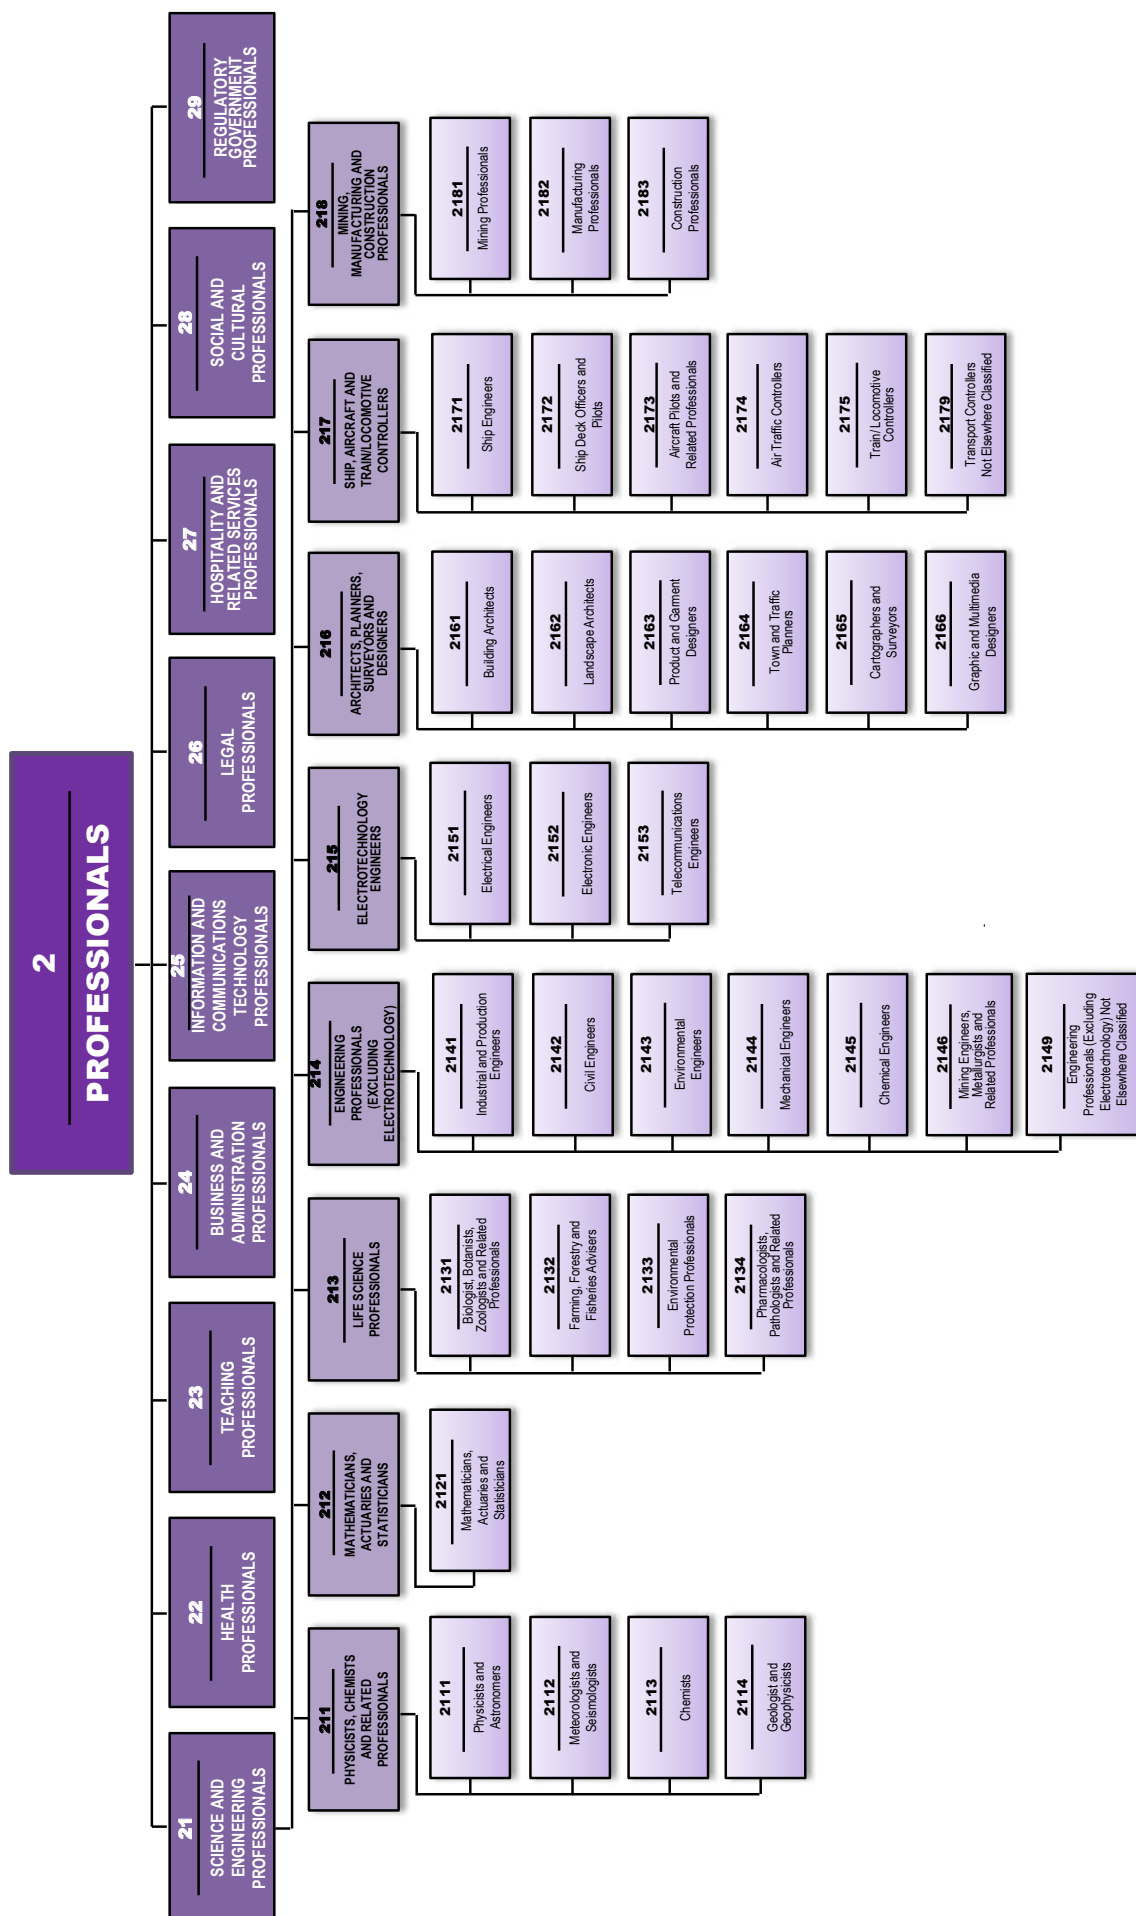 2
PROFESSIONALS
21
SCIENCE AND
ENGINEERING
PROFESSIONALS
22
HEALTH
PROFESSIONALS
23
TEACHING
PROFESSIONALS
24
BUSINESS AND
ADMINISTRATION
PROFESSIONALS
25
INFORMATION AND
COMMUNICATIONS
TECHNOLOGY
PROFESSIONALS
26
LEGAL
PROFESSIONALS
27
HOSPITALITY AND
RELATED SERVICES
PROFESSIONALS
28
SOCIAL AND
CULTURAL
PROFESSIONALS
29
REGULATORY
GOVERNMENT
PROFESSIONALS
211
PHYSICISTS, CHEMISTS
AND RELATED
PROFESSIONALS
212
MATHEMATICIANS,
ACTUARIES AND
STATISTICIANS
213
LIFE SCIENCE
PROFESSIONALS
214
ENGINEERING
PROFESSIONALS
(EXCLUDING
ELECTROTECHNOLOGY)
215
ELECTROTECHNOLOGY
ENGINEERS
216
ARCHITECTS, PLANNERS,
SURVEYORS AND
DESIGNERS
217
SHIP, AIRCRAFT AND
TRAIN/LOCOMOTIVE
CONTROLLERS
218
MINING,
MANUFACTURING AND
CONSTRUCTION
PROFESSIONALS
2111
Physicists and
Astronomers
2112
Meteorologists and
Seismologists
2113
Chemists
2114
Geologist and
Geophysicists
2121
Mathematicians,
Actuaries and
Statisticians
2131
Biologist, Botanists,
Zoologists and Related
Professionals
2132
Farming, Forestry and
Fisheries Advisers
2133
Environmental
Protection Professionals
2134
Pharmacologists,
Pathologists and Related
Professionals
2141
Industrial and Production
Engineers
2142
Civil Engineers
2143
Environmental
Engineers
2144
Mechanical Engineers
2145
Chemical Engineers
2146
Mining Engineers,
Metallurgists and
Related Professionals
2149
Engineering
Professionals (Excluding
Electrotechnology) Not
Elsewhere Classified
2151
Electrical Engineers
2152
Electronic Engineers
2153
Telecommunications
Engineers
2161
Building Architects
2162
Landscape Architects
2163
Product and Garment
Designers
2164
Town and Traffic
Planners
2165
Cartographers and
Surveyors
2166
Graphic and Multimedia
Designers
2171
Ship Engineers
2172
Ship Deck Officers and
Pilots
2173
Aircraft Pilots and
Related Professionals
2174
Air Traffic Controllers
2175
Train/ Locomotive
Controllers
2179
Transport Controllers
Not Elsewhere Classified
2181
Mining Professionals
2182
Manufacturing
Professionals
2183
Construction
Professionals